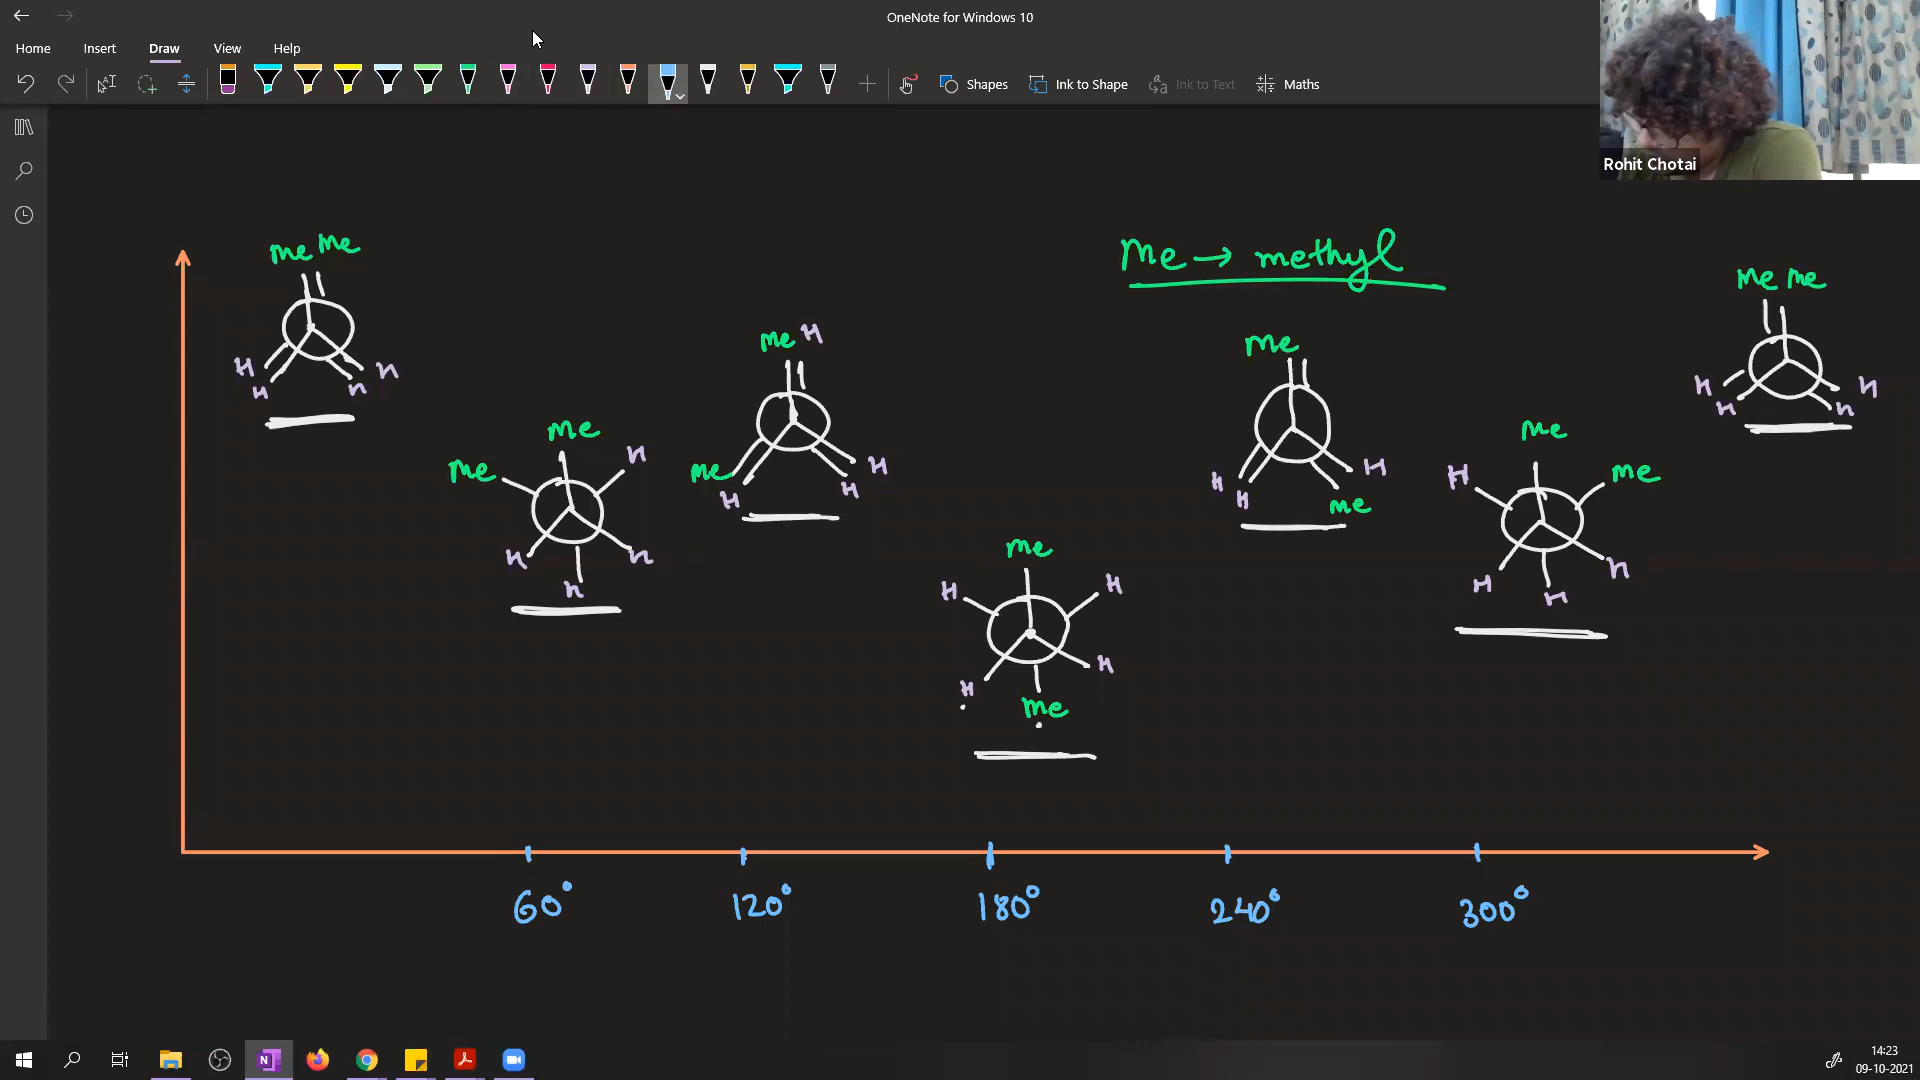 OneNote for Windows 10
Home Insert Draw View Help
Shapes Ink to Shape Ink to Text Maths
Rohit Chotai
Me → methyl
Me Me
H H H H
Me
Me H
H H
H
Me H
Me H
H H
Me
H H
H H
Me
Me
H H
H Me
Me
H Me
H H
H
Me Me
H H
H H
60° 120° 180° 240° 300°
14:23
09-10-2021